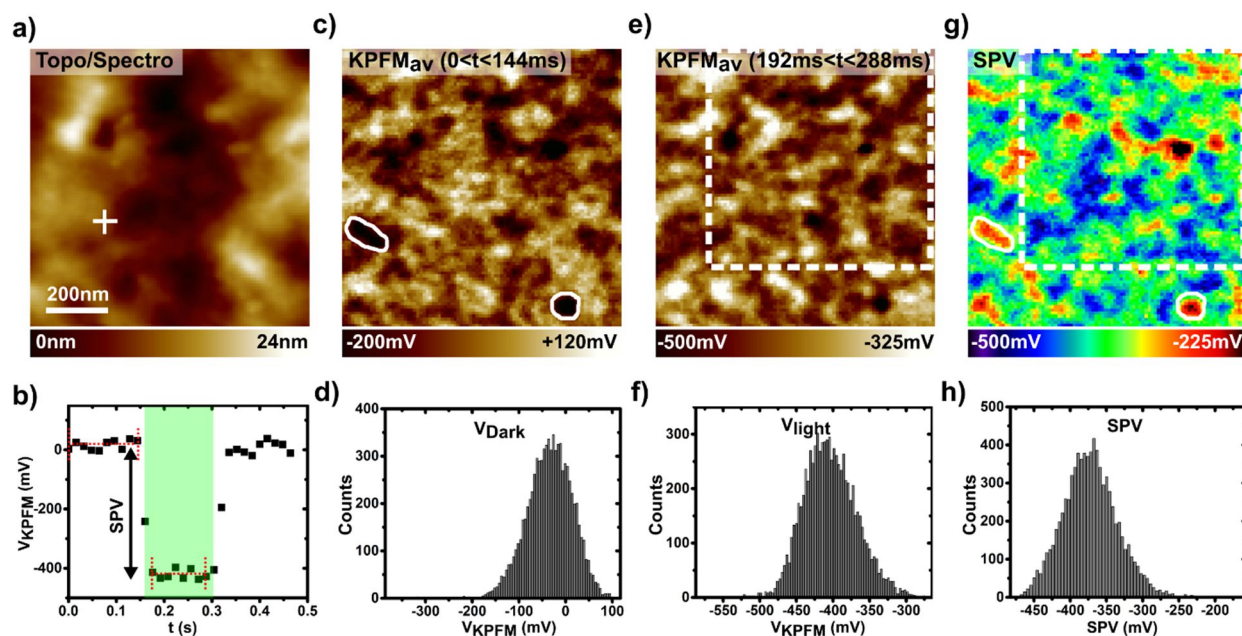 a)
Topo/Spectro
200nm
0nm 24nm
c)
KPFMav (0<t<144ms)
-200mV +120mV
e)
KPFMav (192ms<t<288ms)
-500mV -325mV
g)
SPV
-500mV -225mV
b)
VKPFM (mV)
0
-200
-400
SPV
0.0 0.1 0.2 0.3 0.4 0.5
t (s)
d)
VDark
Counts
400
300
200
100
0
-300 -200 -100 0 100
VKPFM (mV)
f)
Vlight
Counts
300
200
100
0
-550 -500 -450 -400 -350 -300
VKPFM (mV)
h)
SPV
Counts
500
400
300
200
100
0
-450 -400 -350 -300 -250 -200
SPV (mV)